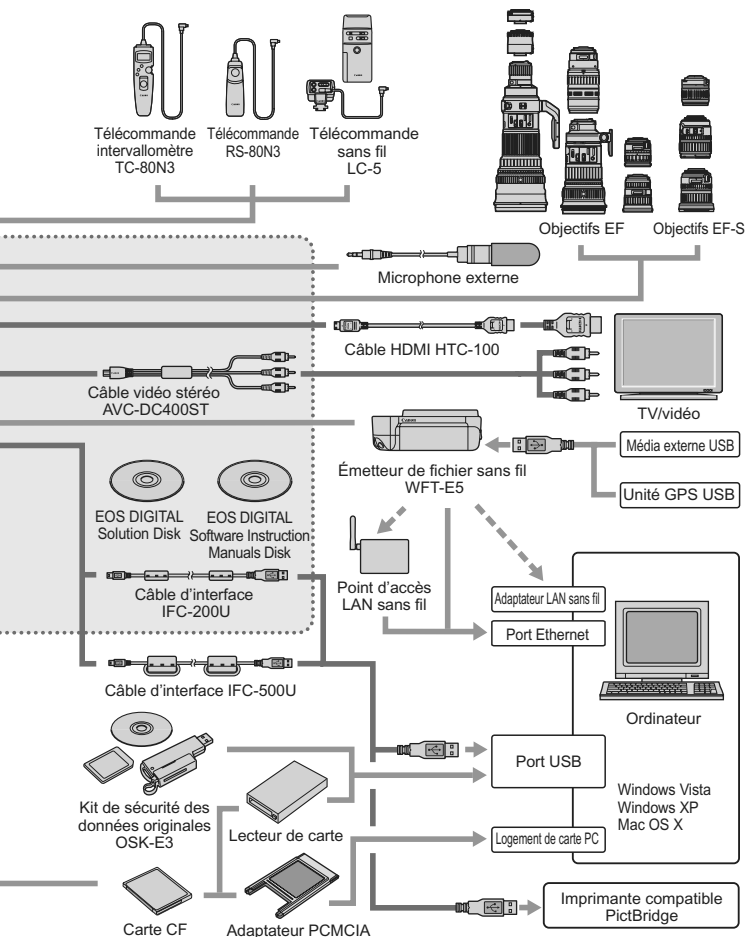 Télécommande
intervallomètre
TC-80N3
Télécommande
RS-80N3
Télécommande
sans fil
LC-5
Objectifs EF
Objectifs EF-S
Microphone externe
Câble HDMI HTC-100
Câble vidéo stéréo
AVC-DC400ST
TV/vidéo
Canon
Émetteur de fichier sans fil
WFT-E5
Média externe USB
Unité GPS USB
EOS DIGITAL
Solution Disk
EOS DIGITAL
Software Instruction
Manuals Disk
Point d'accès
LAN sans fil
Adaptateur LAN sans fil
Port Ethernet
Câble d'interface
IFC-200U
Câble d'interface IFC-500U
Ordinateur
Port USB
Windows Vista
Windows XP
Mac OS X
Kit de sécurité des
données originales
OSK-E3
Lecteur de carte
Logement de carte PC
Carte CF
Adaptateur PCMCIA
Imprimante compatible
PictBridge